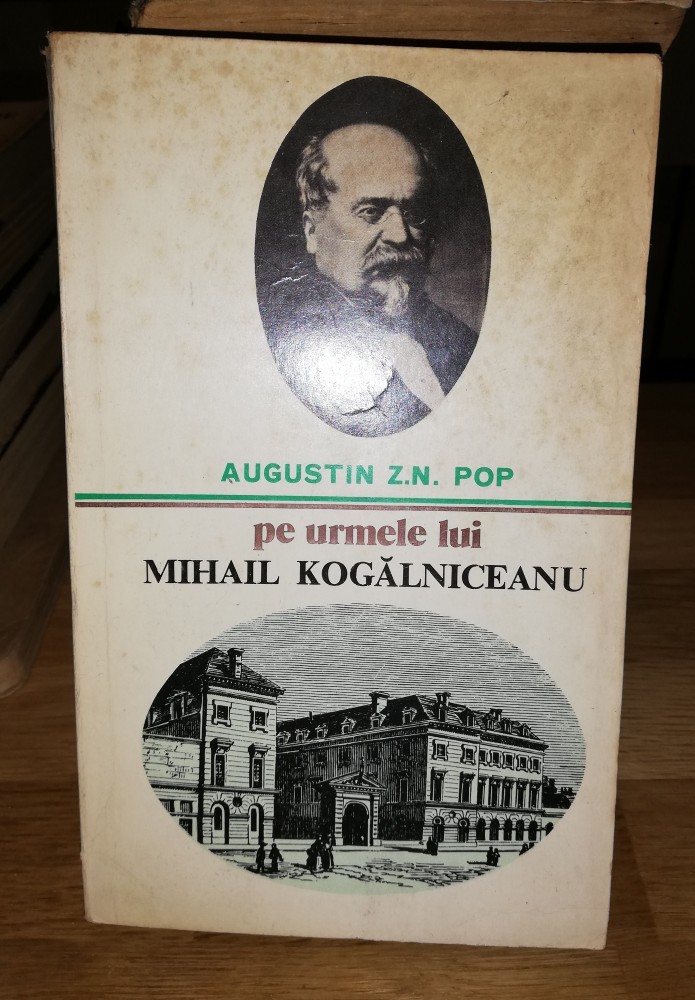 AUGUSTIN Z.N. POP
pe urmele lui
MIHAIL KOGĂLNICEANU